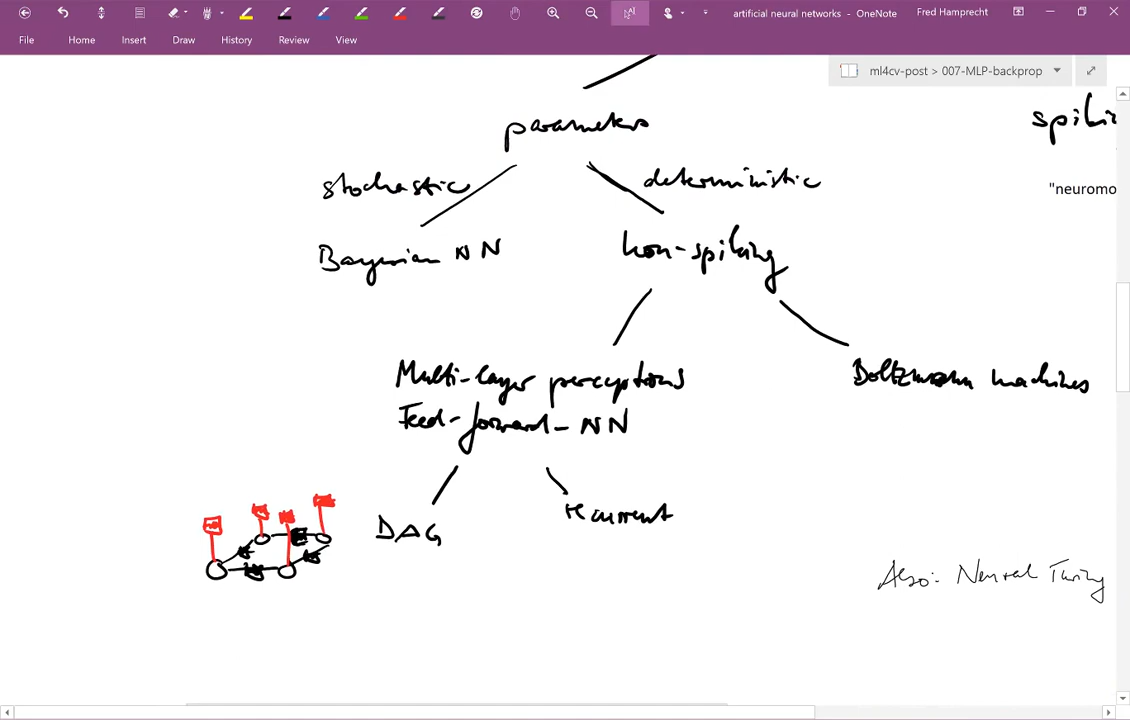 artificial neural networks - OneNote
Fred Hamprecht
File Home Insert Draw History Review View
ml4cv-post > 007-MLP-backprop
parameters
spikin
stochastic
deterministic
"neuromo
Bayesian NN
non-spiking
Multi-layer perceptrons
Boltzmann machines
Feed-forward-NN
DAG
recurrent
Also: Neural Turing